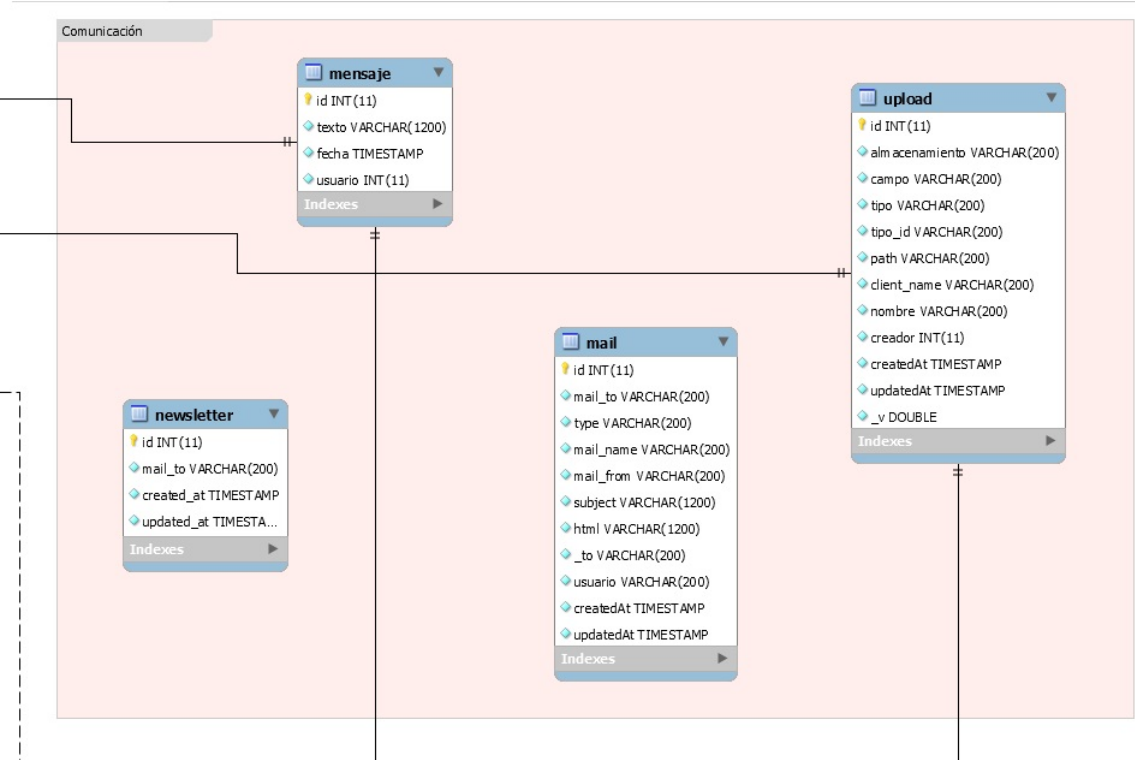 Comunicación
mensaje
id INT(11)
texto VARCHAR(1200)
fecha TIMESTAMP
usuario INT(11)
Indexes
upload
id INT(11)
almacenamiento VARCHAR(200)
campo VARCHAR(200)
tipo VARCHAR(200)
tipo_id VARCHAR(200)
path VARCHAR(200)
client_name VARCHAR(200)
nombre VARCHAR(200)
creador INT(11)
createdAt TIMESTAMP
updatedAt TIMESTAMP
_v DOUBLE
Indexes
mail
id INT(11)
mail_to VARCHAR(200)
type VARCHAR(200)
mail_name VARCHAR(200)
mail_from VARCHAR(200)
subject VARCHAR(1200)
html VARCHAR(1200)
_to VARCHAR(200)
usuario VARCHAR(200)
createdAt TIMESTAMP
updatedAt TIMESTAMP
Indexes
newsletter
id INT(11)
mail_to VARCHAR(200)
created_at TIMESTAMP
updated_at TIMESTA...
Indexes